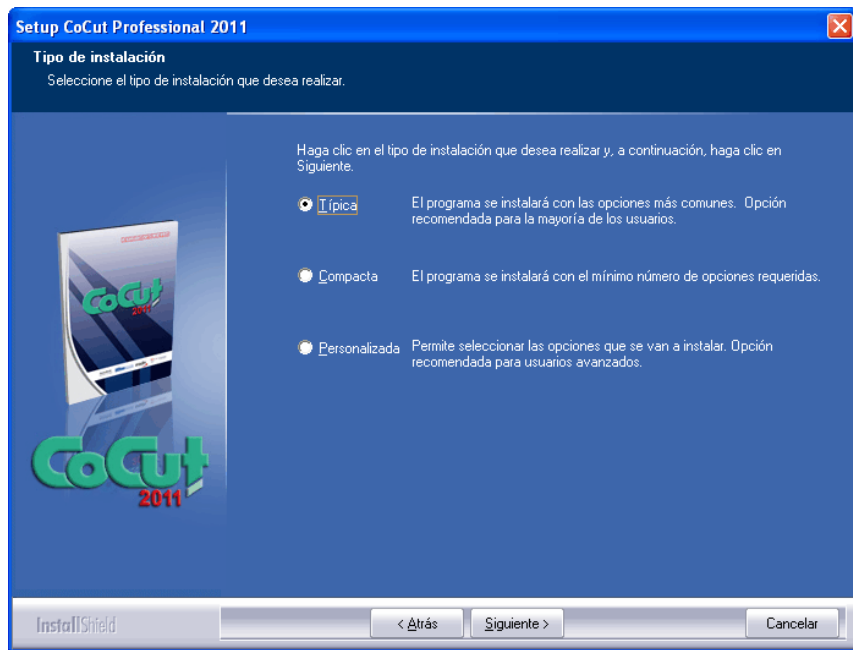 Setup CoCut Professional 2011
Tipo de instalación
Seleccione el tipo de instalación que desea realizar.
Haga clic en el tipo de instalación que desea realizar y, a continuación, haga clic en
Siguiente.
Típica
El programa se instalará con las opciones más comunes. Opción
recomendada para la mayoría de los usuarios.
Compacta
El programa se instalará con el mínimo número de opciones requeridas.
Personalizada
Permite seleccionar las opciones que se van a instalar. Opción
recomendada para usuarios avanzados.
CoCut
2011
CoCut
2011
InstallShield
< Atrás
Siguiente >
Cancelar